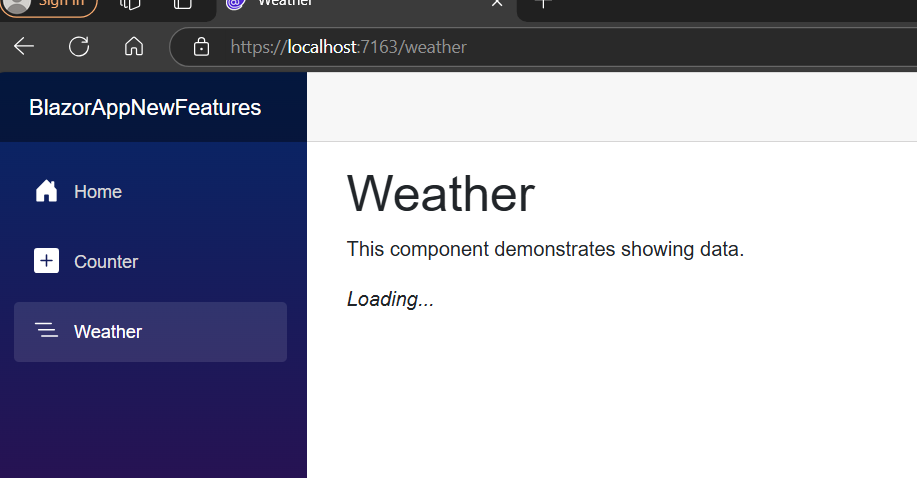 Sign in
Weather
https://localhost:7163/weather
BlazorAppNewFeatures
Home
Counter
Weather
Weather
This component demonstrates showing data.
Loading...